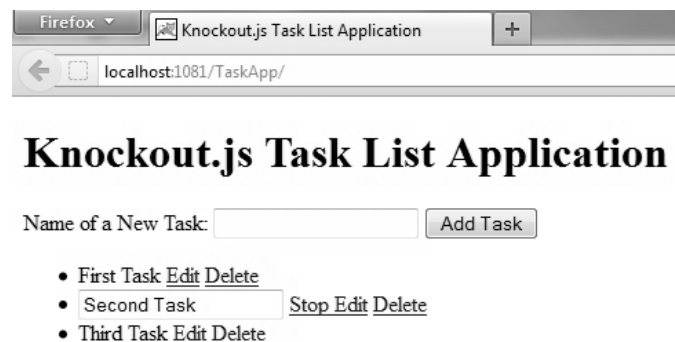 Firefox
Knockout.js Task List Application
localhost:1081/TaskApp/
Knockout.js Task List Application
Name of a New Task: Add Task
First Task Edit Delete
Second Task Stop Edit Delete
Third Task Edit Delete